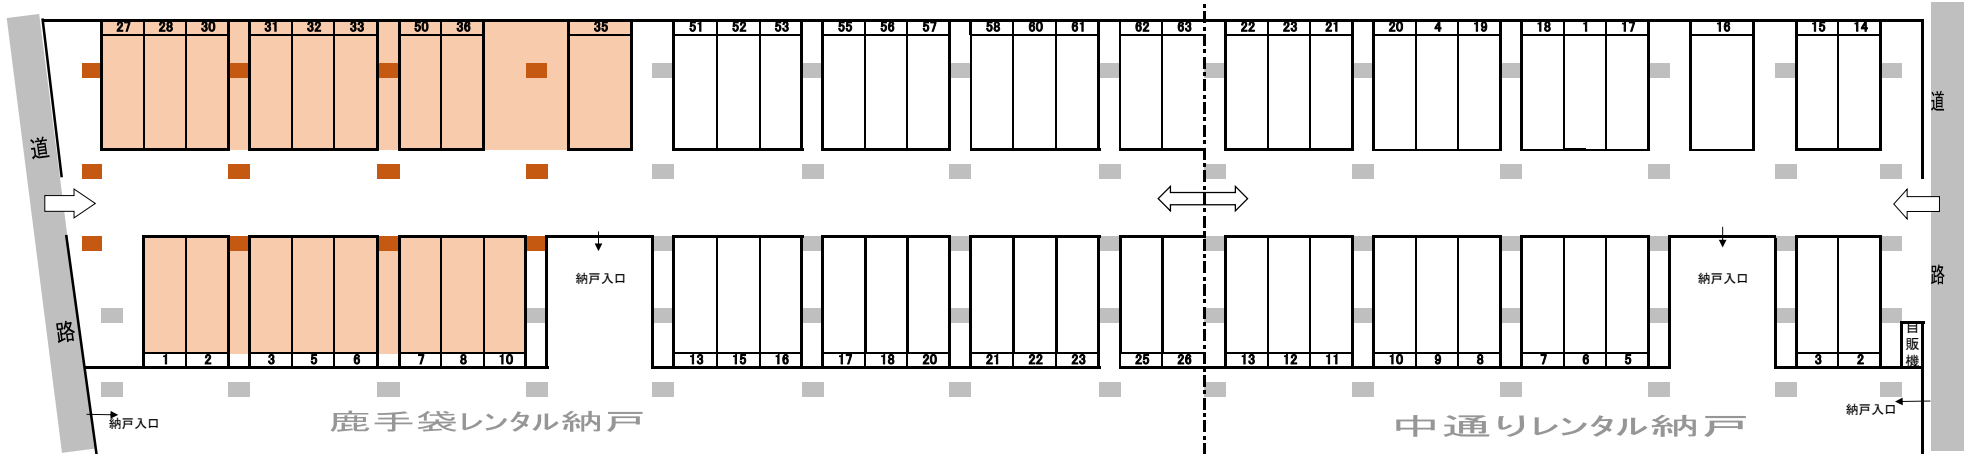 27 28 30 31 32 33 50 36 35 51 52 53 55 56 57 58 60 61 62 63 22 23 21 20 4 19 18 1 17 16 15 14
道
道
路
路
納戸入口
納戸入口
自販機
1 2 3 5 6 7 8 10 13 15 16 17 18 20 21 22 23 25 26 13 12 11 10 9 8 7 6 5 3 2
納戸入口
納戸入口
鹿手袋レンタル納戸
中通りレンタル納戸